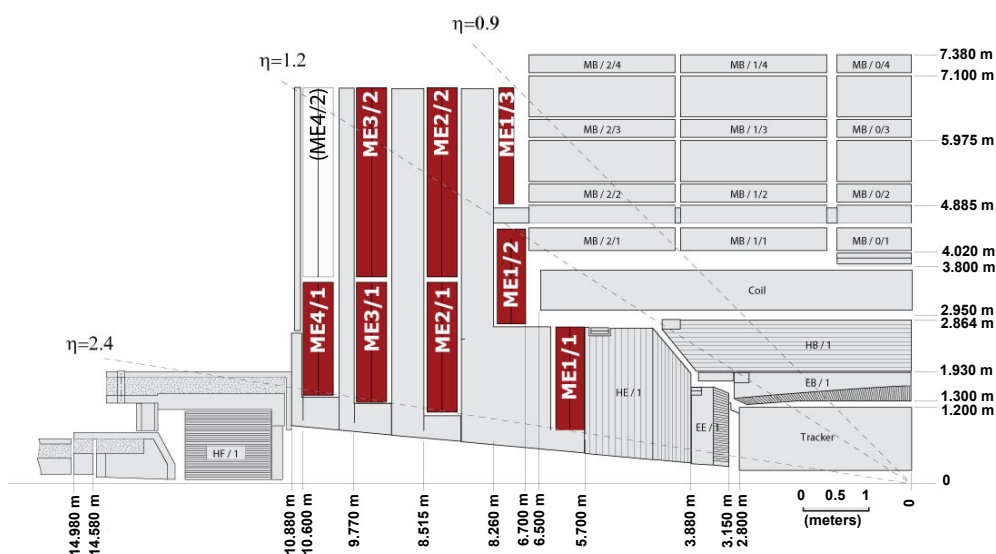 η=0.9
η=1.2
η=2.4
MB / 2/4
MB / 1/4
MB / 0/4
MB / 2/3
MB / 1/3
MB / 0/3
MB / 2/2
MB / 1/2
MB / 0/2
MB / 2/1
MB / 1/1
MB / 0/1
(ME4/2)
ME3/2
ME2/2
ME1/3
ME1/2
ME4/1
ME3/1
ME2/1
ME1/1
Coil
HB / 1
HE / 1
EB / 1
EE / 1
Tracker
HF / 1
7.380 m
7.100 m
5.975 m
4.885 m
4.020 m
3.800 m
2.950 m
2.864 m
1.930 m
1.300 m
1.200 m
0
0 0.5 1
(meters)
14.980 m
14.580 m
10.880 m
10.600 m
9.770 m
8.515 m
8.260 m
6.700 m
6.500 m
5.700 m
3.880 m
3.150 m
2.800 m
0